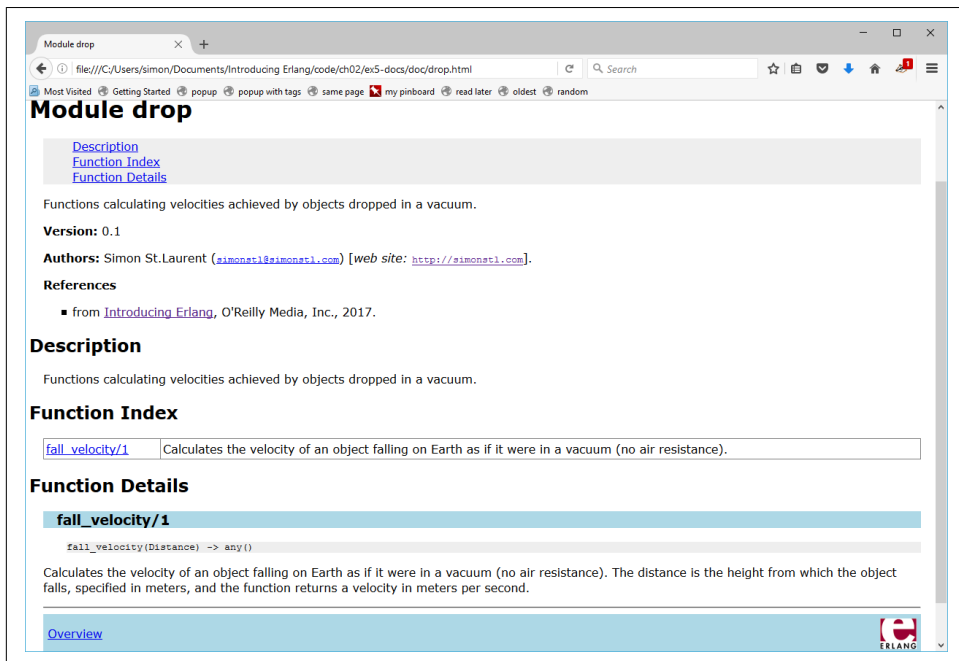 Module drop
file:///C:/Users/simon/Documents/Introducing Erlang/code/ch02/ex5-docs/doc/drop.html
Search
1
Most Visited Getting Started popup popup with tags same page my pinboard read later oldest random
Module drop
Description
Function Index
Function Details
Functions calculating velocities achieved by objects dropped in a vacuum.
Version: 0.1
Authors: Simon St.Laurent (simonstl@simonstl.com) [web site: http://simonstl.com].
References
from Introducing Erlang, O'Reilly Media, Inc., 2017.
Description
Functions calculating velocities achieved by objects dropped in a vacuum.
Function Index
fall_velocity/1 Calculates the velocity of an object falling on Earth as if it were in a vacuum (no air resistance).
Function Details
fall_velocity/1
fall_velocity(Distance) -> any()
Calculates the velocity of an object falling on Earth as if it were in a vacuum (no air resistance). The distance is the height from which the object
falls, specified in meters, and the function returns a velocity in meters per second.
Overview
ERLANG